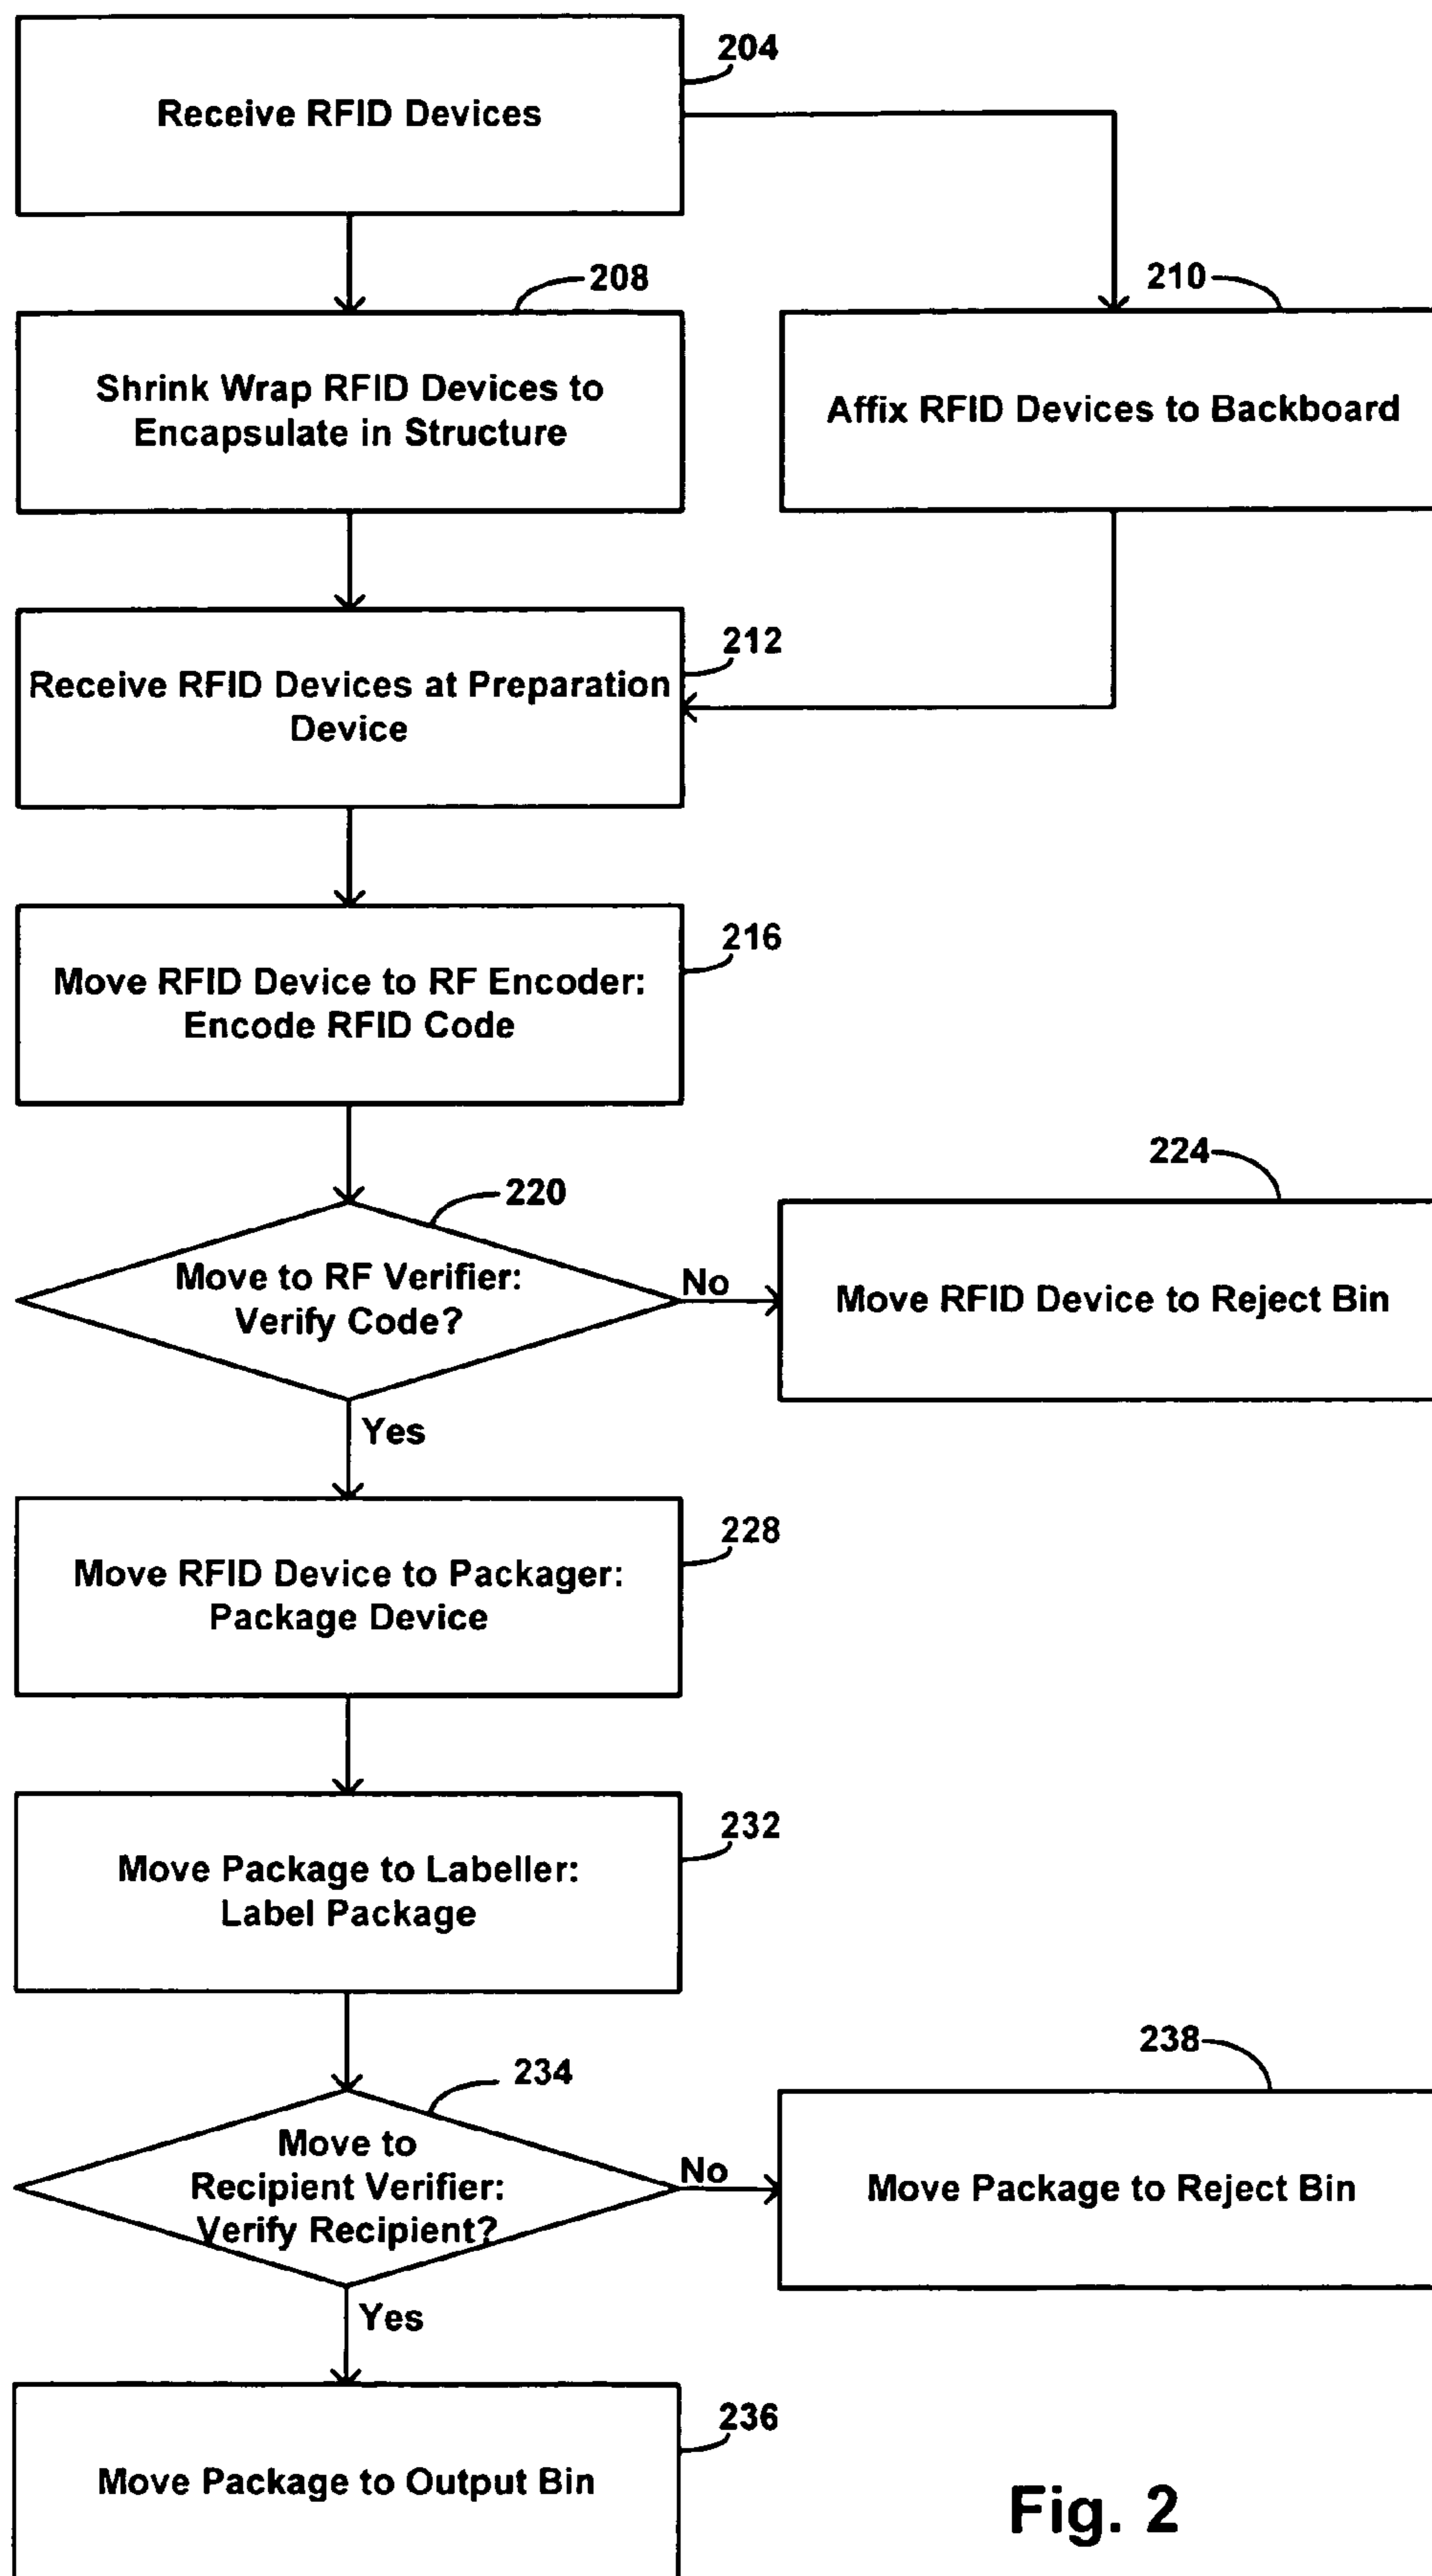 204
Receive RFID Devices
208
210
Shrink Wrap RFID Devices to
Encapsulate in Structure
Affix RFID Devices to Backboard
212
Receive RFID Devices at Preparation
Device
216
Move RFID Device to RF Encoder:
Encode RFID Code
224
220
Move to RF Verifier:
Verify Code?
No
Move RFID Device to Reject Bin
Yes
228
Move RFID Device to Packager:
Package Device
232
Move Package to Labeller:
Label Package
238
234
Move to
Recipient Verifier:
Verify Recipient?
No
Move Package to Reject Bin
Yes
236
Move Package to Output Bin
Fig. 2